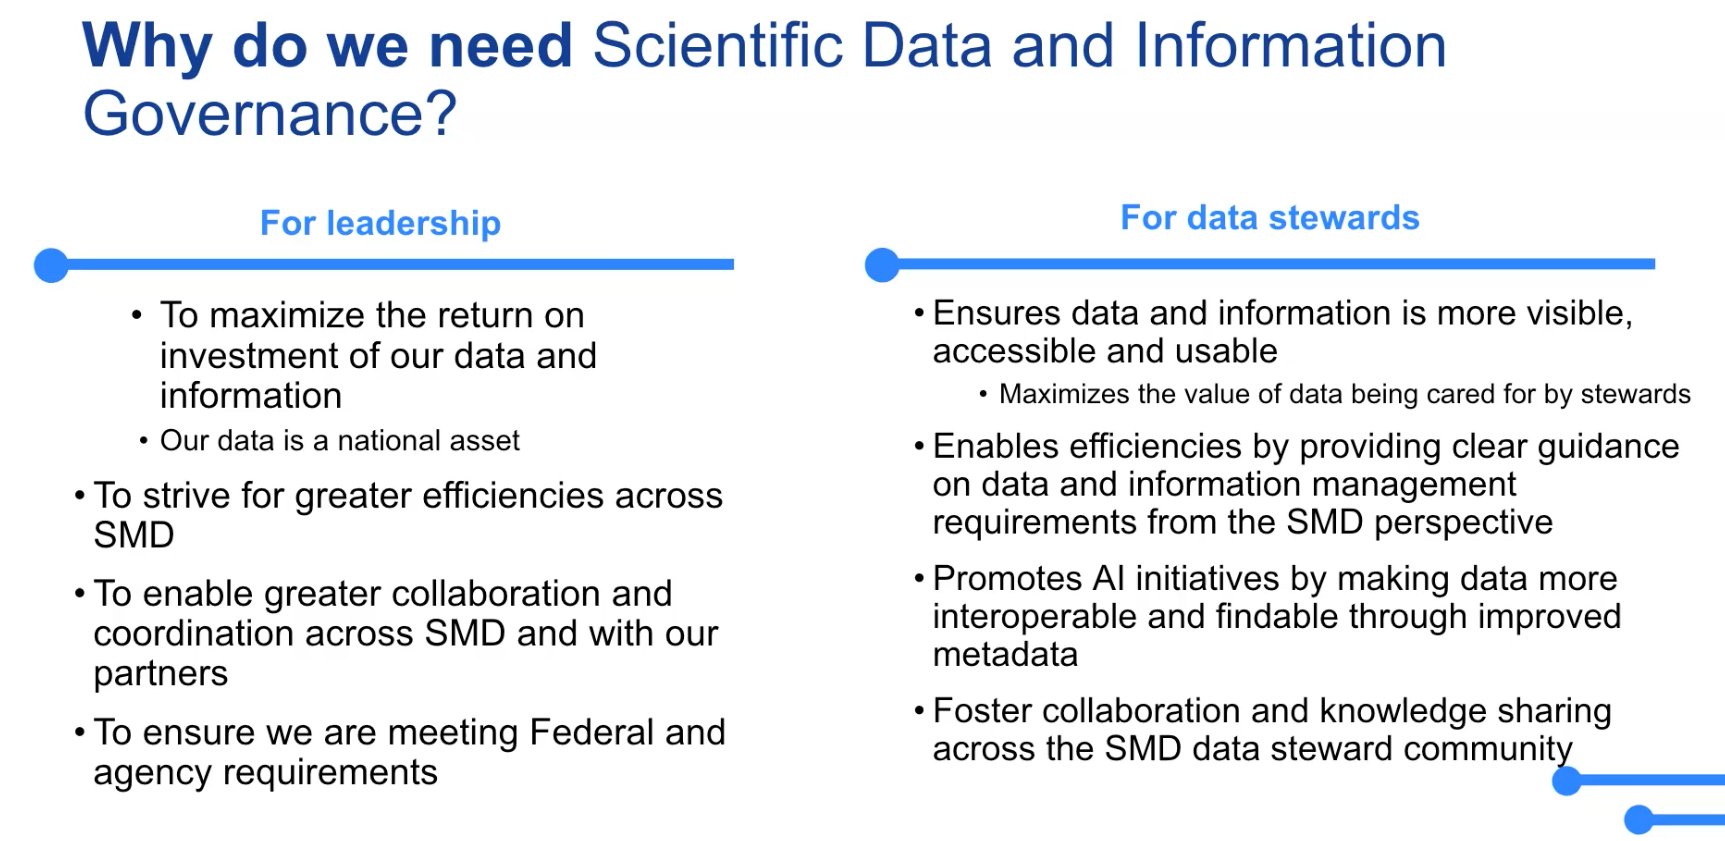 Why do we need Scientific Data and Information
Governance?
For leadership
• To maximize the return on
investment of our data and
information
• Our data is a national asset
• To strive for greater efficiencies across
SMD
• To enable greater collaboration and
coordination across SMD and with our
partners
• To ensure we are meeting Federal and
agency requirements
For data stewards
• Ensures data and information is more visible,
accessible and usable
• Maximizes the value of data being cared for by stewards
• Enables efficiencies by providing clear guidance
on data and information management
requirements from the SMD perspective
• Promotes AI initiatives by making data more
interoperable and findable through improved
metadata
• Foster collaboration and knowledge sharing
across the SMD data steward community